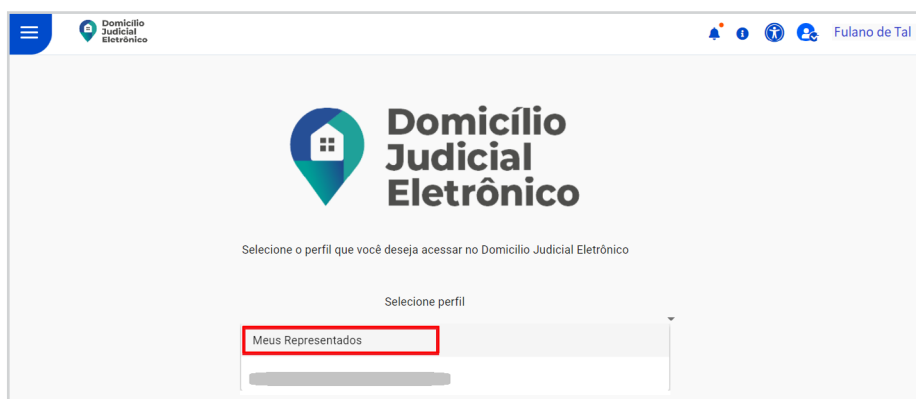 Domicílio
Judicial
Eletrônico
Fulano de Tal
Domicílio
Judicial
Eletrônico
Selecione o perfil que você deseja acessar no Domicilio Judicial Eletrônico
Selecione perfil
Meus Representados